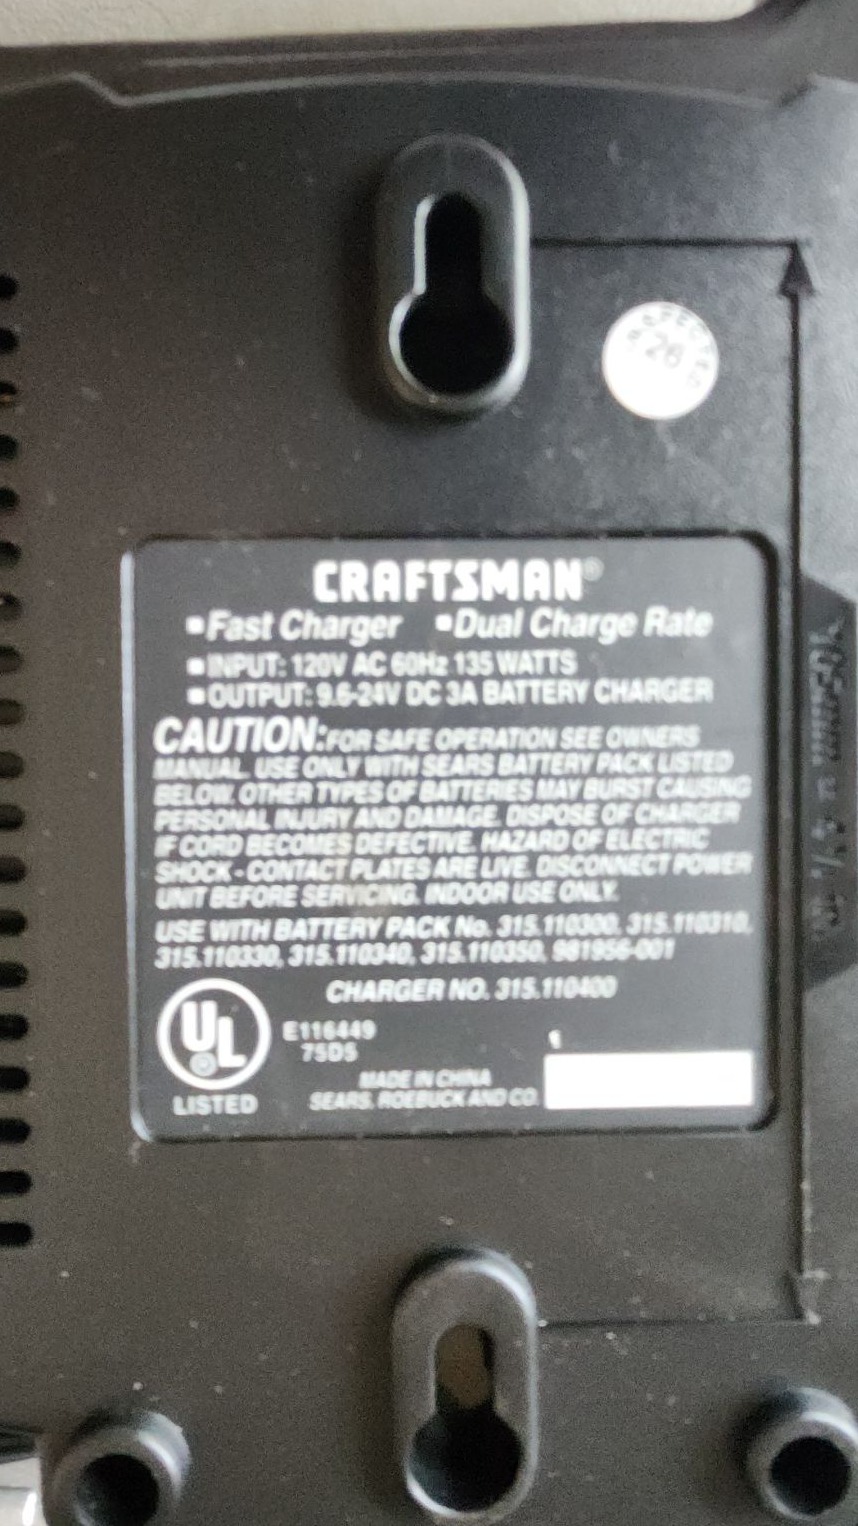 INSPECTED
26
CRAFTSMAN®
▪Fast Charger ▪Dual Charge Rate
▪INPUT: 120V AC 60Hz 135 WATTS
▪OUTPUT: 9.6-24V DC 3A BATTERY CHARGER
CAUTION:FOR SAFE OPERATION SEE OWNERS
MANUAL. USE ONLY WITH SEARS BATTERY PACK LISTED
BELOW. OTHER TYPES OF BATTERIES MAY BURST CAUSING
PERSONAL INJURY AND DAMAGE. DISPOSE OF CHARGER
IF CORD BECOMES DEFECTIVE. HAZARD OF ELECTRIC
SHOCK - CONTACT PLATES ARE LIVE. DISCONNECT POWER
UNIT BEFORE SERVICING. INDOOR USE ONLY.
USE WITH BATTERY PACK No. 315.110300, 315.110310,
315.110330, 315.110340, 315.110350, 981956-001
CHARGER NO. 315.110400
UL
LISTED
E116449
75D5
MADE IN CHINA
SEARS, ROEBUCK AND CO.